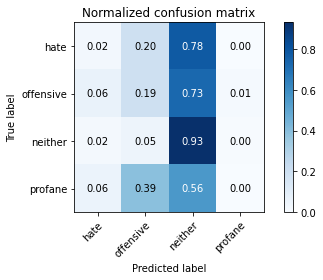 Normalized confusion matrix
True label
hate 0.02 0.20 0.78 0.00
offensive 0.06 0.19 0.73 0.01
neither 0.02 0.05 0.93 0.00
profane 0.06 0.39 0.56 0.00
hate offensive neither profane
Predicted label
0.8
0.6
0.4
0.2
0.0